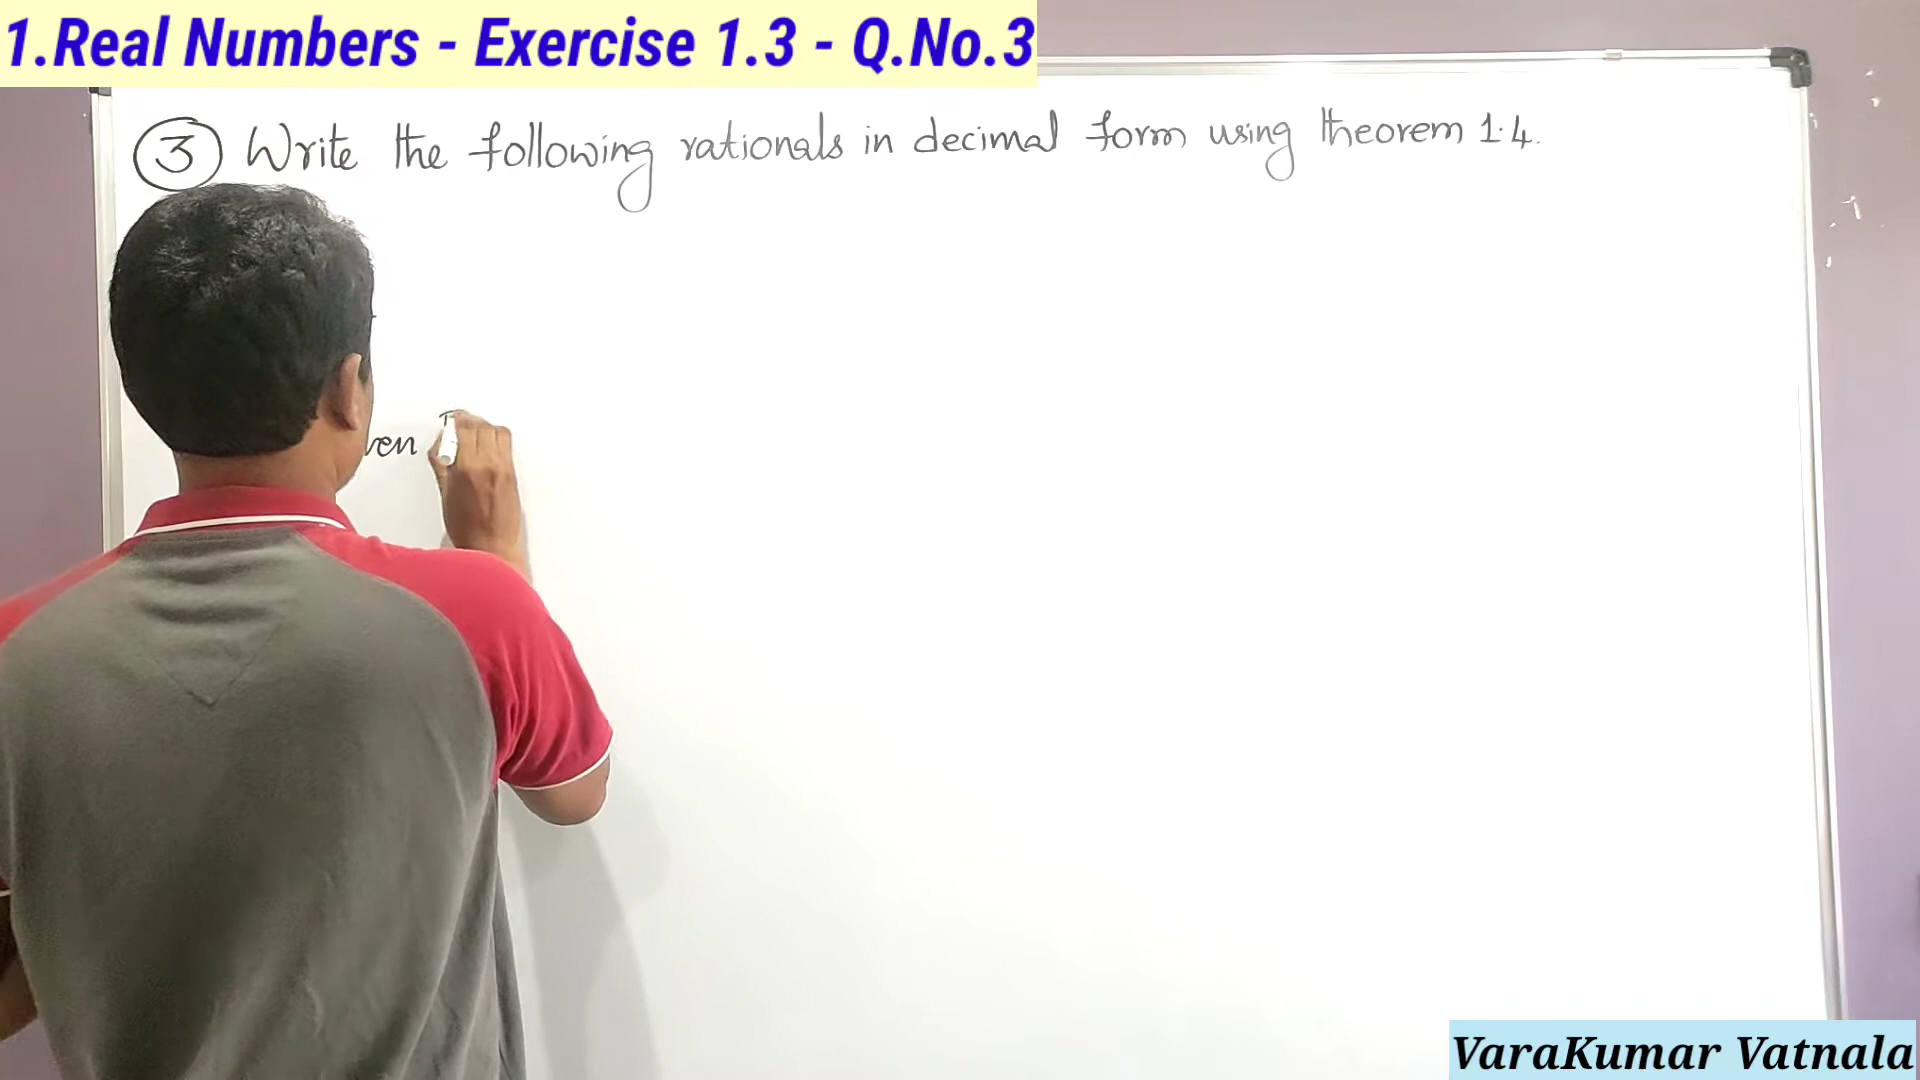 1.Real Numbers - Exercise 1.3 - Q.No.3
3 Write the following rationals in decimal form using theorem 1.4.
ven
VaraKumar Vatnala